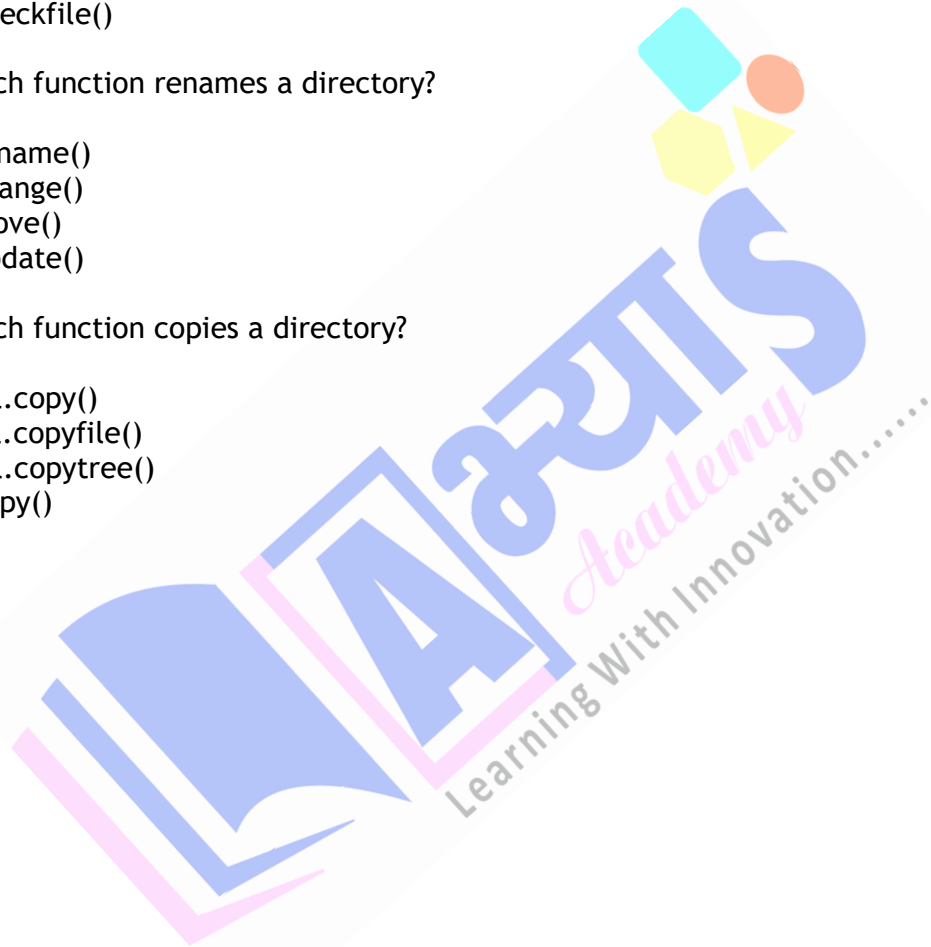 eckfile()
ch function renames a directory?
name()
ange()
ove()
date()
ch function copies a directory?
.copy()
.copyfile()
.copytree()
py()
A भ्यास
Academy
Learning With Innovation......